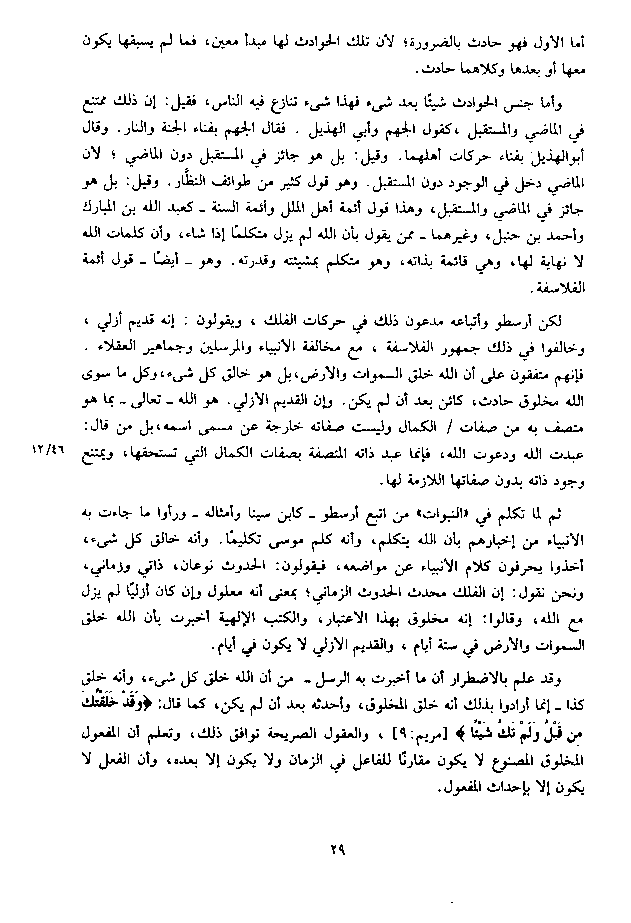 أما الأول فهو حادث بالضرورة؛ لأن تلك الحوادث لها مبدأ معين، فما لم يسبقها يكون
معها أو بعدها وكلاهما حادث.
وأما جنس الحوادث شيئًا بعد شىء فهذا شىء تنازع فيه الناس، فقيل: إن ذلك ممتنع
في الماضي والمستقبل ،كقول الجهم وأبي الهذيل . فقال الجهم بفناء الجنة والنار. وقال
أبوالهذيل بفناء حركات أهلهما. وقيل: بل هو جائز في المستقبل دون الماضي ؛ لأن
الماضي دخل في الوجود دون المستقبل. وهو قول كثير من طوائف النظَّار. وقيل: بل هو
جائز في الماضي والمستقبل، وهذا قول أئمة أهل الملل وأئمة السنة ـ كعبد الله بن المبارك
وأحمد بن حنبل، وغيرهما ـ ممن يقول بأن الله لم يزل متكلمًا إذا شاء، وأن كلمات الله
لا نهاية لها، وهي قائمة بذاته، وهو متكلم بمشيئته وقدرته. وهو ـ أيضًا ـ قول أئمة
الفلاسفة.
لكن أرسطو وأتباعه مدعون ذلك في حركات الفلك ، ويقولون : إنه قديم أزلي ،
وخالفوا في ذلك جمهور الفلاسفة ، مع مخالفة الأنبياء والمرسلين وجماهير العقلاء .
فإنهم متفقون على أن الله خلق السموات والأرض،بل هو خالق كل شىء،وكل ما سوى
الله مخلوق حادث، كائن بعد أن لم يكن. وإن القديم الأزلي. هو الله ـ تعالى ـ بما هو
متصف به من صفات / الكمال وليست صفاته خارجة عن مسمى اسمه،بل من قال:
عبدت الله ودعوت الله، فإنما عبد ذاته المتصفة بصفات الكمال التي تستحقها، ويمتنع ١٢/٤٦
وجود ذاته بدون صفاتها اللازمة لها.
ثم لما تكلم في «النبوات» من اتبع أرسطو ـ كابن سينا وأمثاله ـ ورأوا ما جاءت به
الأنبياء من إخبارهم بأن الله يتكلم، وأنه كلم موسى تكليمًا. وأنه خالق كل شىء،
أخذوا يحرفون كلام الأنبياء عن مواضعه، فيقولون: الحدوث نوعان، ذاتي وزماني،
ونحن نقول: إن الفلك محدث الحدوث الزماني؛ بمعنى أنه معلول وإن كان أزليًا لم يزل
مع الله، وقالوا: إنه مخلوق بهذا الاعتبار، والكتب الإلهية أخبرت بأن الله خلق
السموات والأرض في ستة أيام ، والقديم الأزلي لا يكون في أيام.
وقد علم بالاضطرار أن ما أخبرت به الرسل ـ من أن الله خلق كل شىء، وأنه خلق
كذا ـ إنما أرادوا بذلك أنه خلق المخلوق، وأحدثه بعد أن لم يكن، كما قال: ﴿وَقَدْ خَلَقْتُكَ
مِن قَبْلُ وَلَمْ تَكُ شَيْئًا﴾ [مريم:٩] ، والعقول الصريحة توافق ذلك، وتعلم أن المفعول
المخلوق المصنوع لا يكون مقارنًا للفاعل في الزمان ولا يكون إلا بعده، وأن الفعل لا
يكون إلا بإحداث المفعول.
٢٩